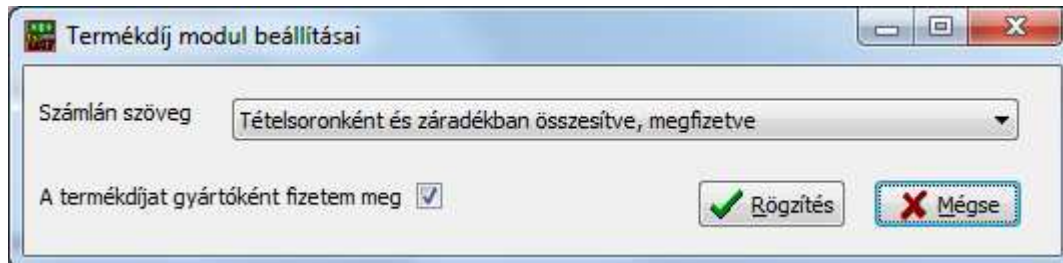 Termékdíj modul beállításai
Számlán szöveg
Tételsoronként és záradékban összesítve, megfizetve
A termékdíjat gyártóként fizetem meg
Rögzítés
Mégse